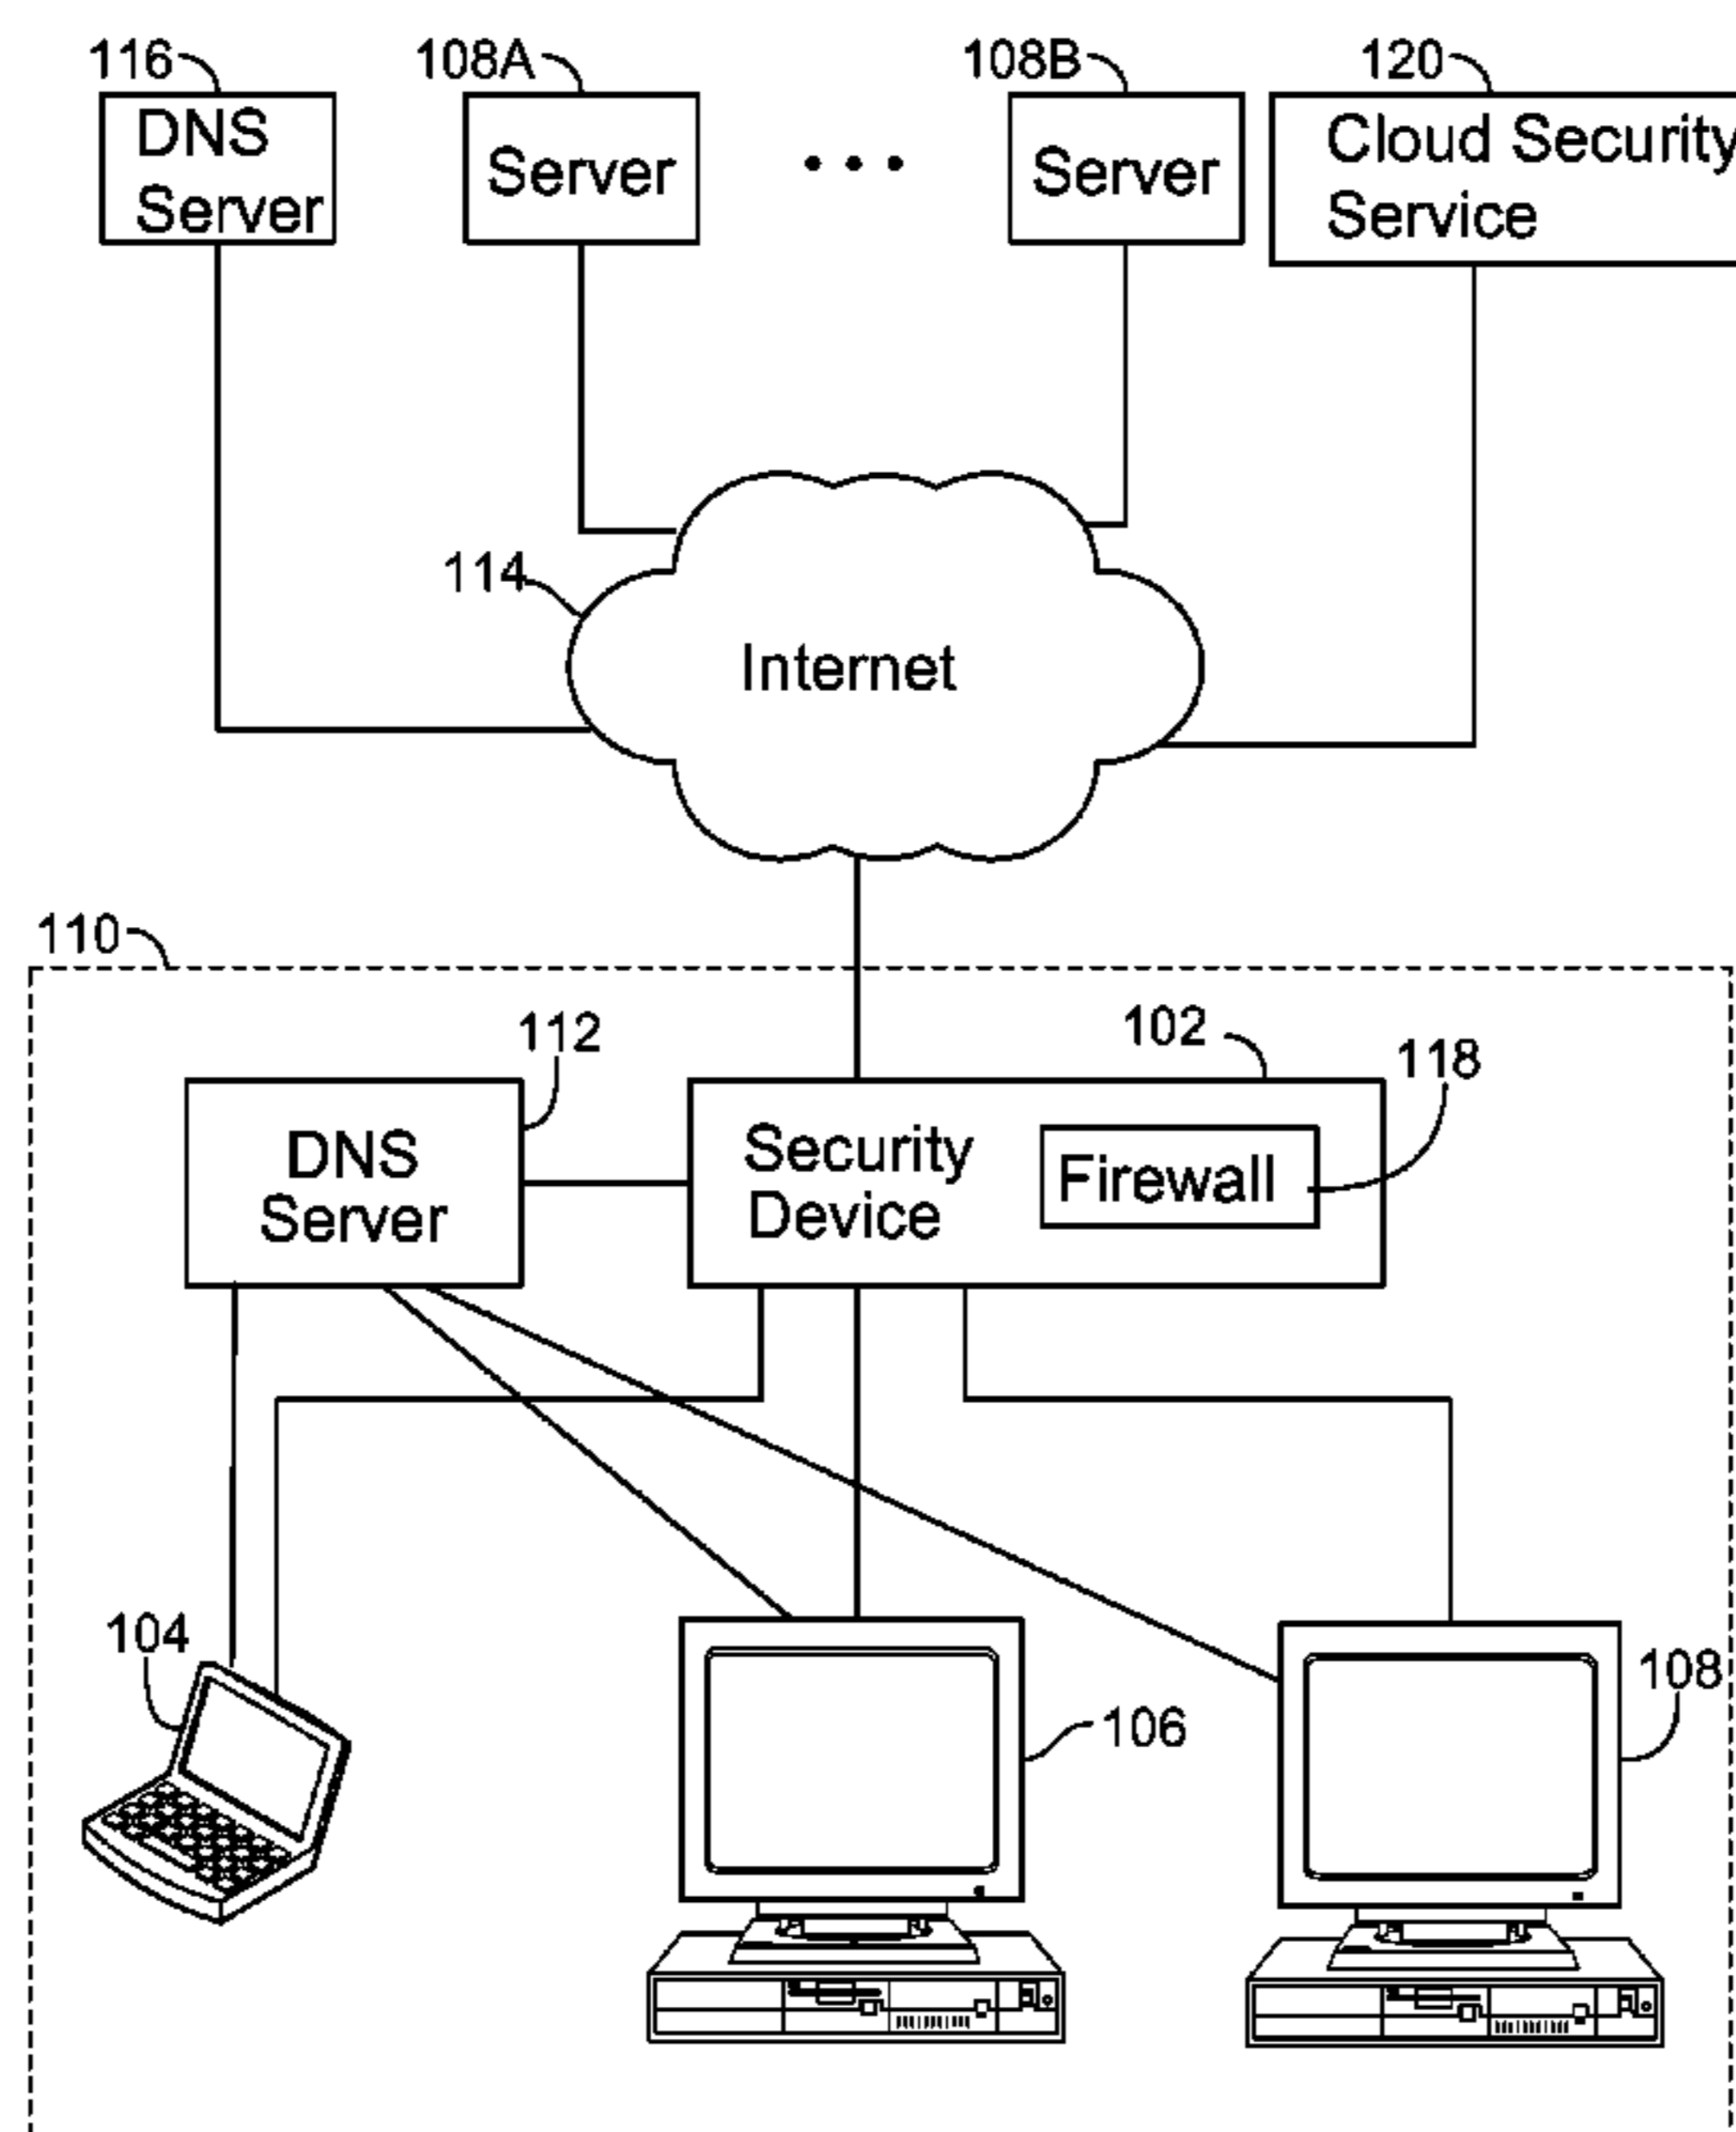 116
108A
108B
120
DNS
Server
Server
• • •
Server
Cloud Security
Service
114
Internet
110
112
102
118
DNS
Server
Security
Device
Firewall
104
106
108